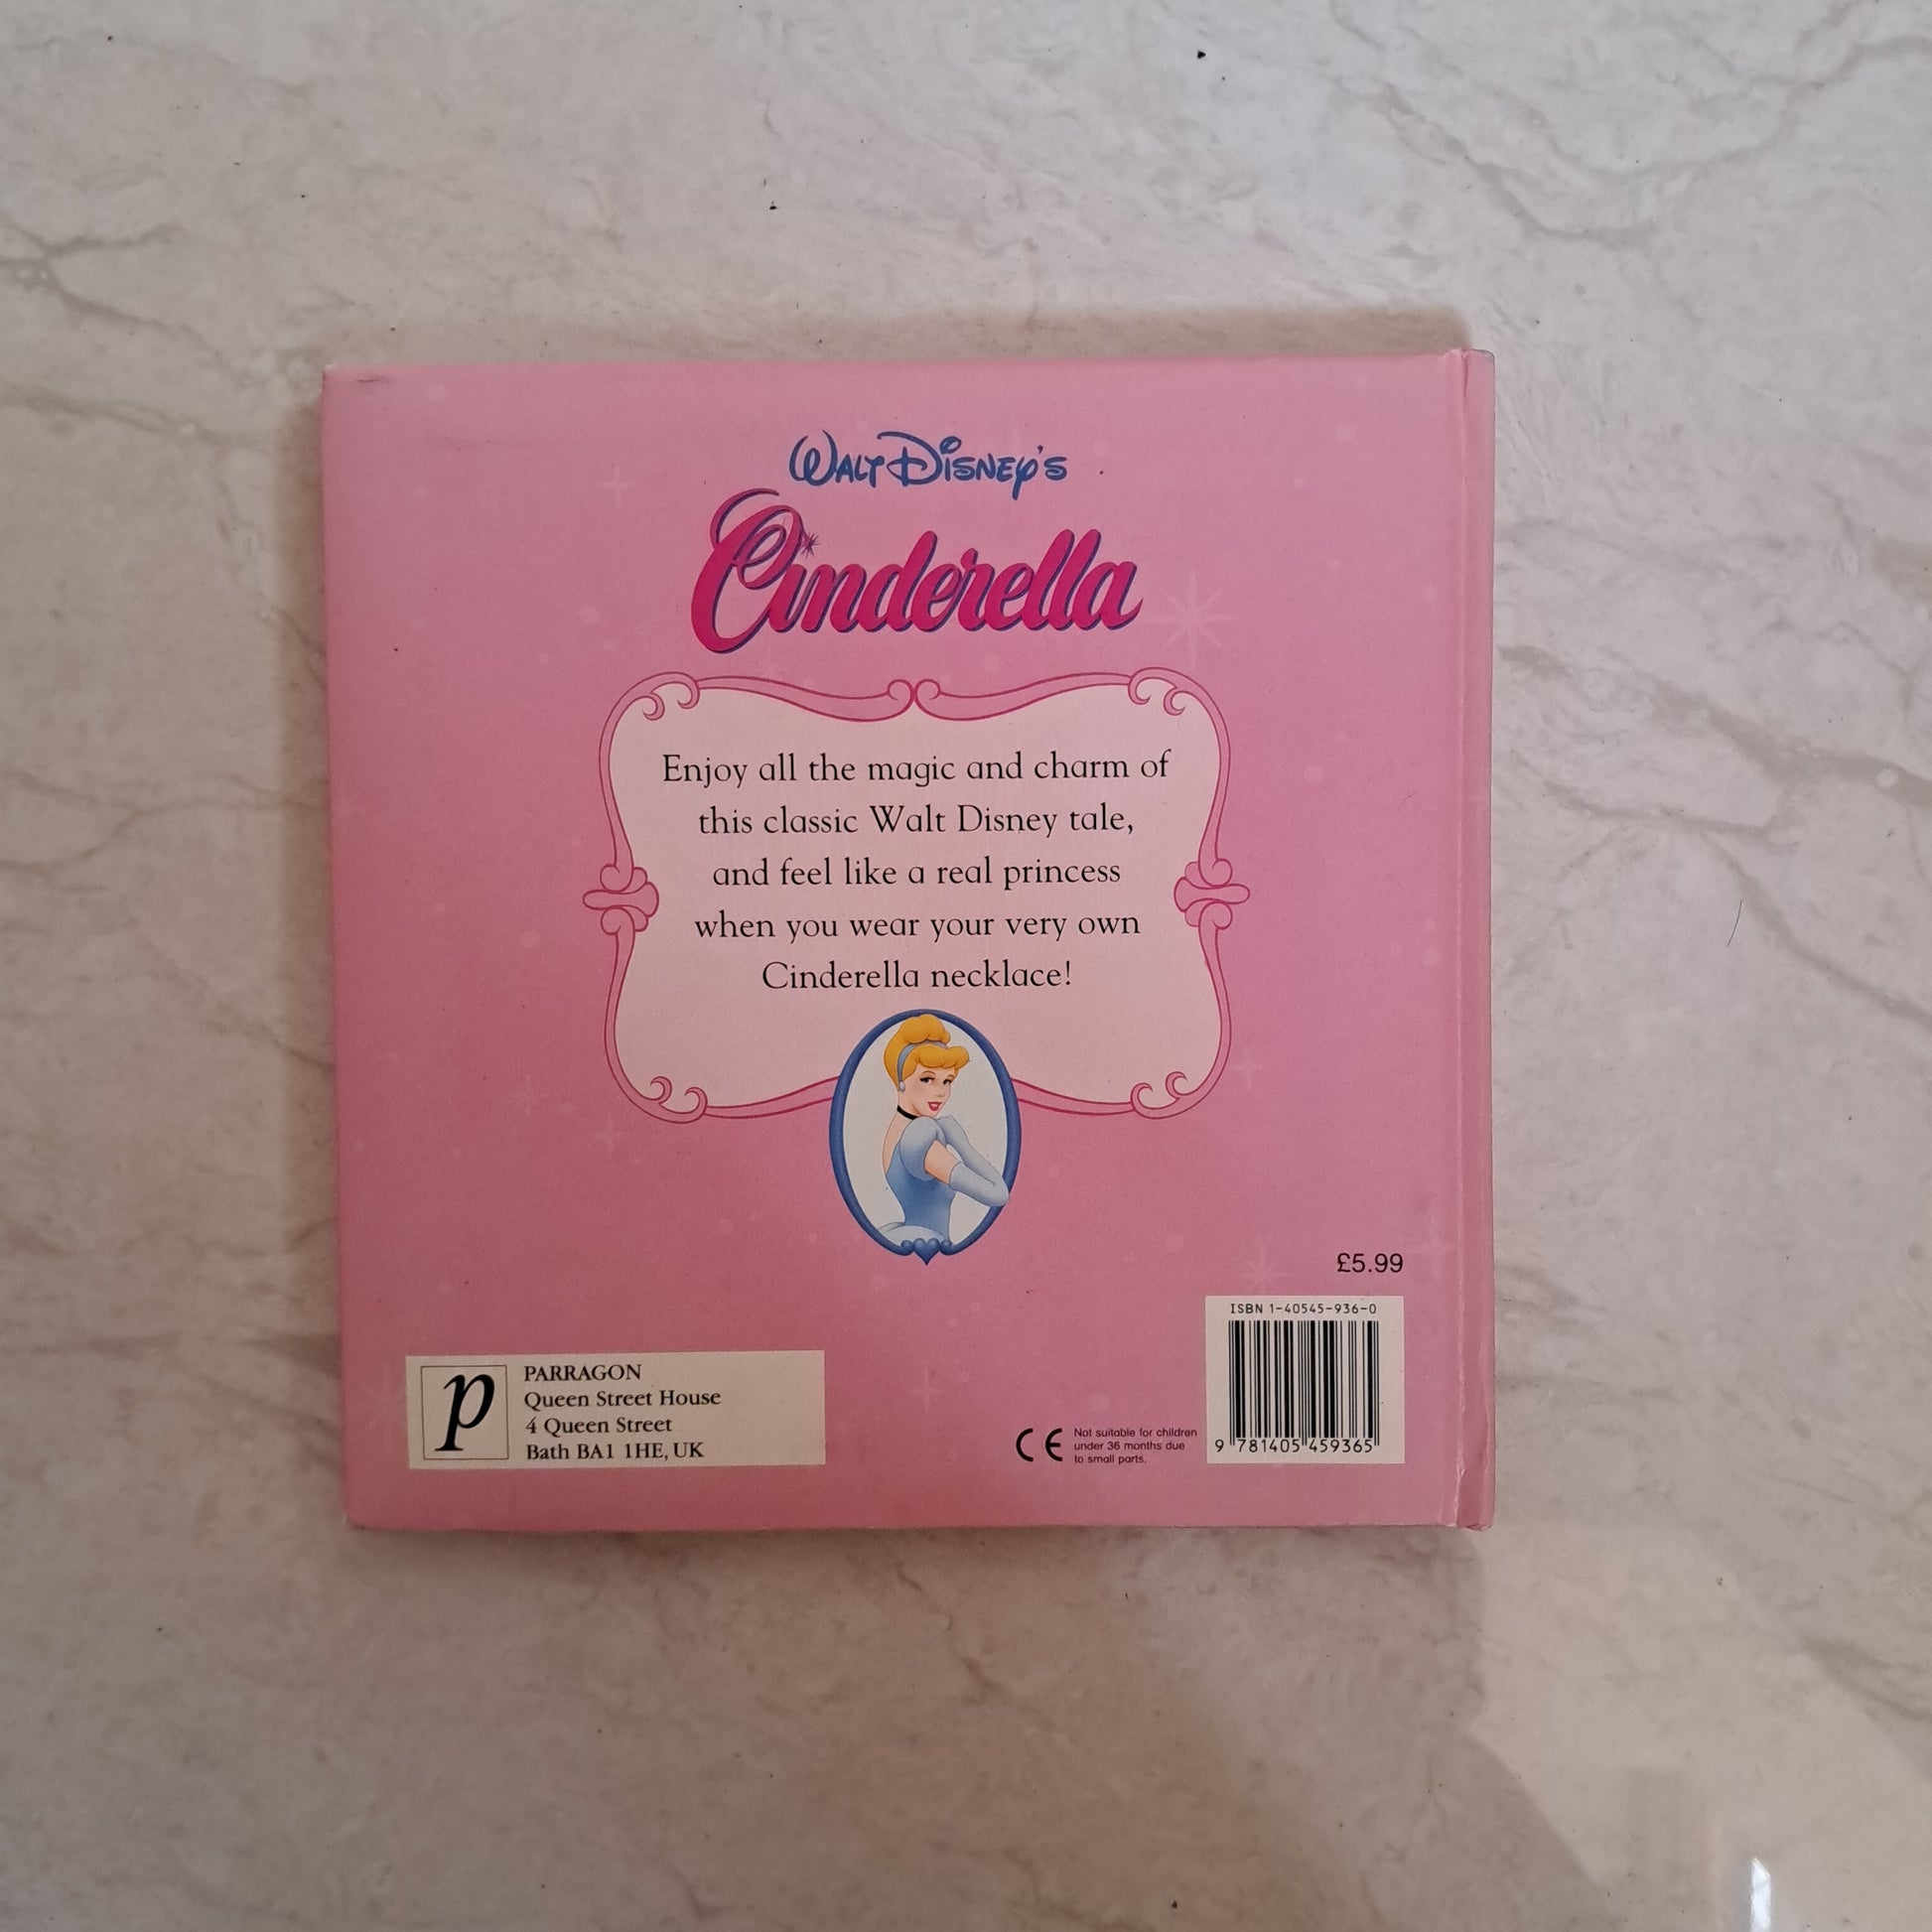 WALT DISNEY'S
Cinderella
Enjoy all the magic and charm of
this classic Walt Disney tale,
and feel like a real princess
when you wear your very own
Cinderella necklace!
£5.99
ISBN 1-40545-936-0
9 781405 459365
p
PARRAGON
Queen Street House
4 Queen Street
Bath BA1 1HE, UK
CE
Not suitable for children
under 36 months due
to small parts.